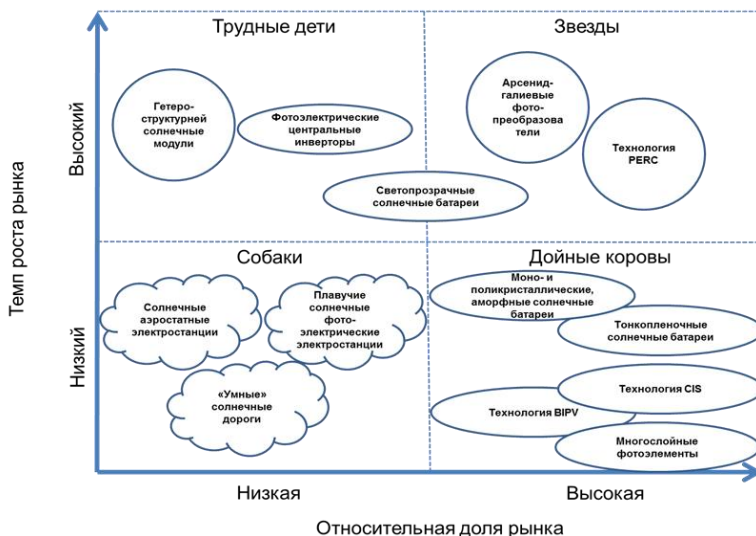 Трудные дети
Звезды
Темп роста рынка
Высокий
Гетеро-
структурней
солнечные
модули
Фотоэлектрические
центральные
инверторы
Арсенид-
галиевые
фото-
преобразова
тели
Технология
PERC
Светопрозрачные
солнечные батареи
Собаки
Дойные коровы
Низкий
Солнечные
аэростатные
электростанции
Плавучие
солнечные
фото-
электрические
электростанции
«Умные»
солнечные
дороги
Моно- и
поликристаллические,
аморфные солнечные
батареи
Тонкопленочные
солнечные батареи
Технология CIS
Технология BIPV
Многослойные
фотоэлементы
Низкая
Высокая
Относительная доля рынка